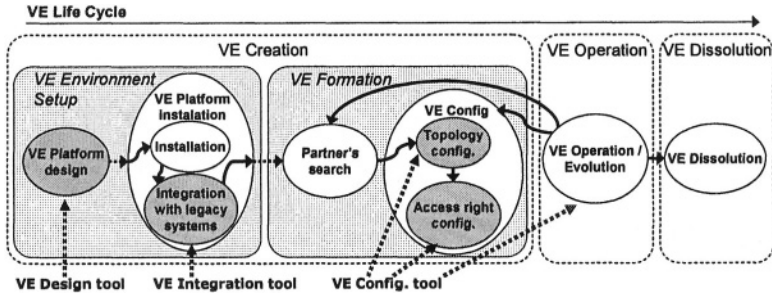 VE Life Cycle
VE Creation
VE Operation
VE Dissolution
VE Environment
Setup
VE Formation
VE Platform
instalation
VE Config
VE Platform
design
Installation
Integration
with legacy
systems
Partner's
search
Topology
config.
Access right
config.
VE Operation /
Evolution
VE Dissolution
VE Design tool
VE Integration tool
VE Config. tool